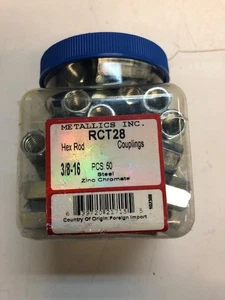 METALLICS INC.
RCT28
Hex Rod Couplings
3/8-16 PCS 50
Steel
Zinc Chromate
Country Of Origin: Foreign Import